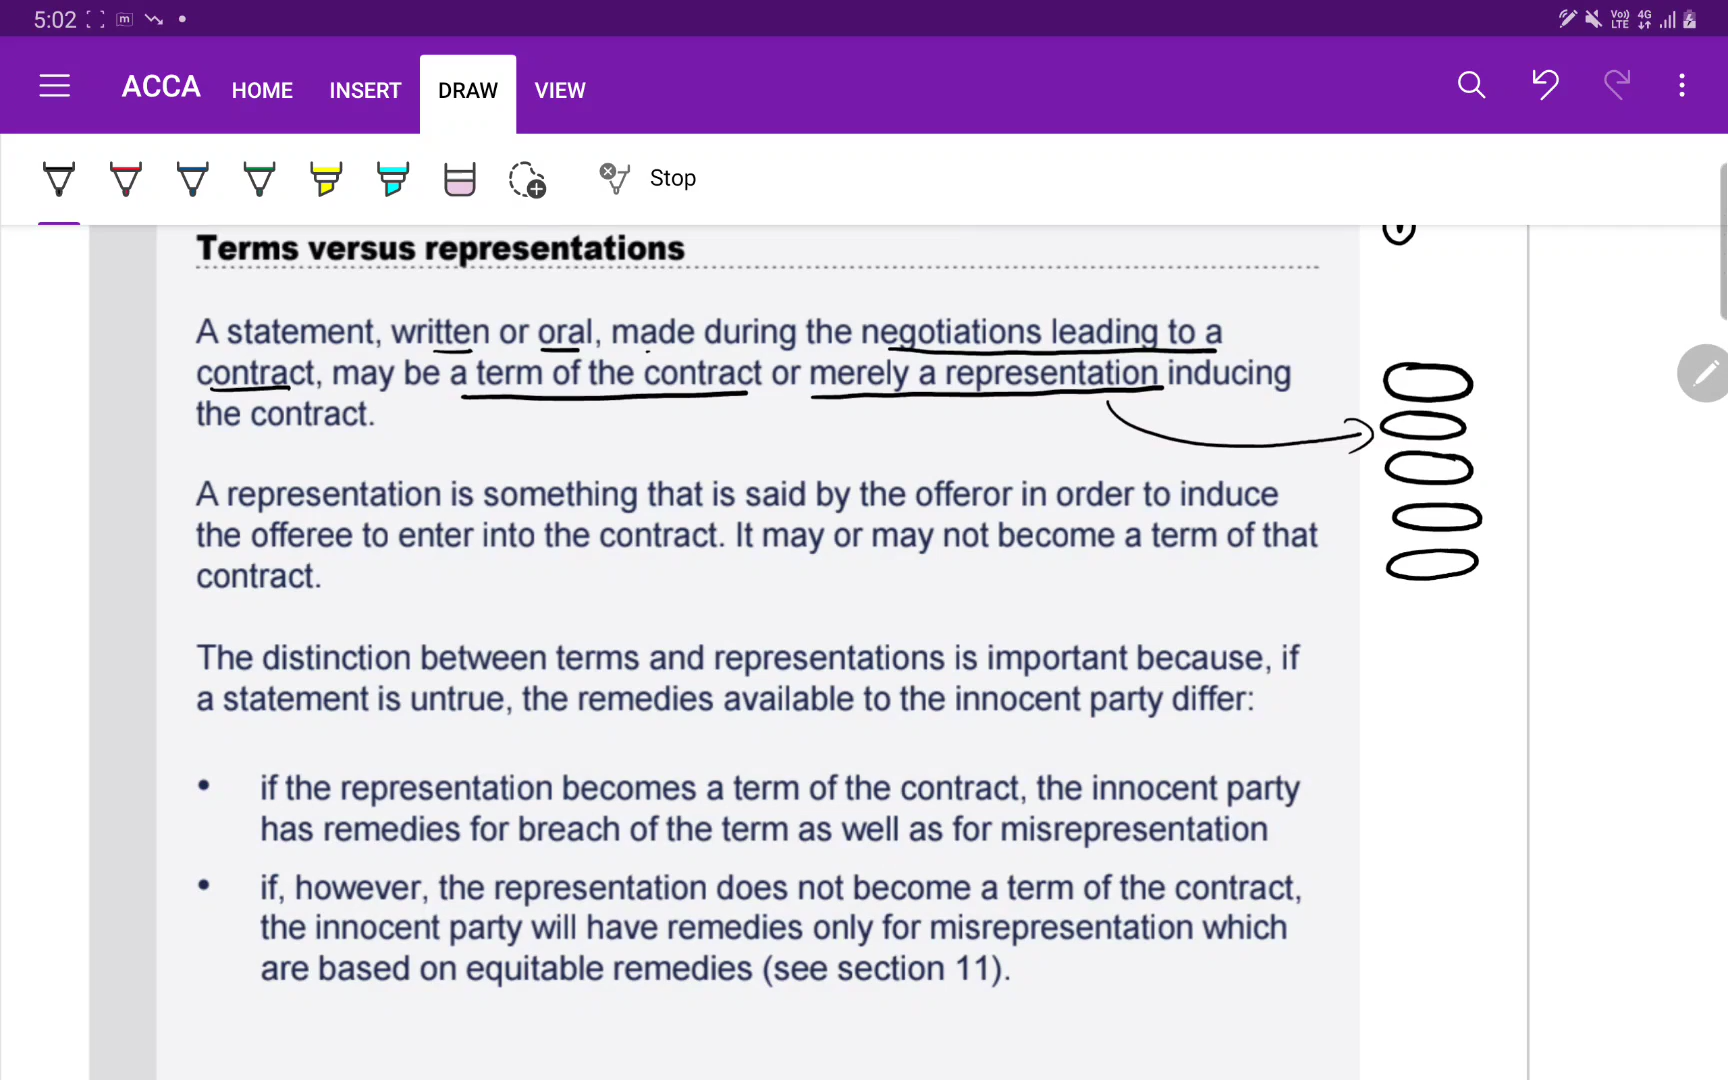 5:02 m Vo)) LTE 4G
ACCA HOME INSERT DRAW VIEW
Stop
Terms versus representations
A statement, written or oral, made during the negotiations leading to a
contract, may be a term of the contract or merely a representation inducing
the contract.
A representation is something that is said by the offeror in order to induce
the offeree to enter into the contract. It may or may not become a term of that
contract.
The distinction between terms and representations is important because, if
a statement is untrue, the remedies available to the innocent party differ:
• if the representation becomes a term of the contract, the innocent party
has remedies for breach of the term as well as for misrepresentation
• if, however, the representation does not become a term of the contract,
the innocent party will have remedies only for misrepresentation which
are based on equitable remedies (see section 11).